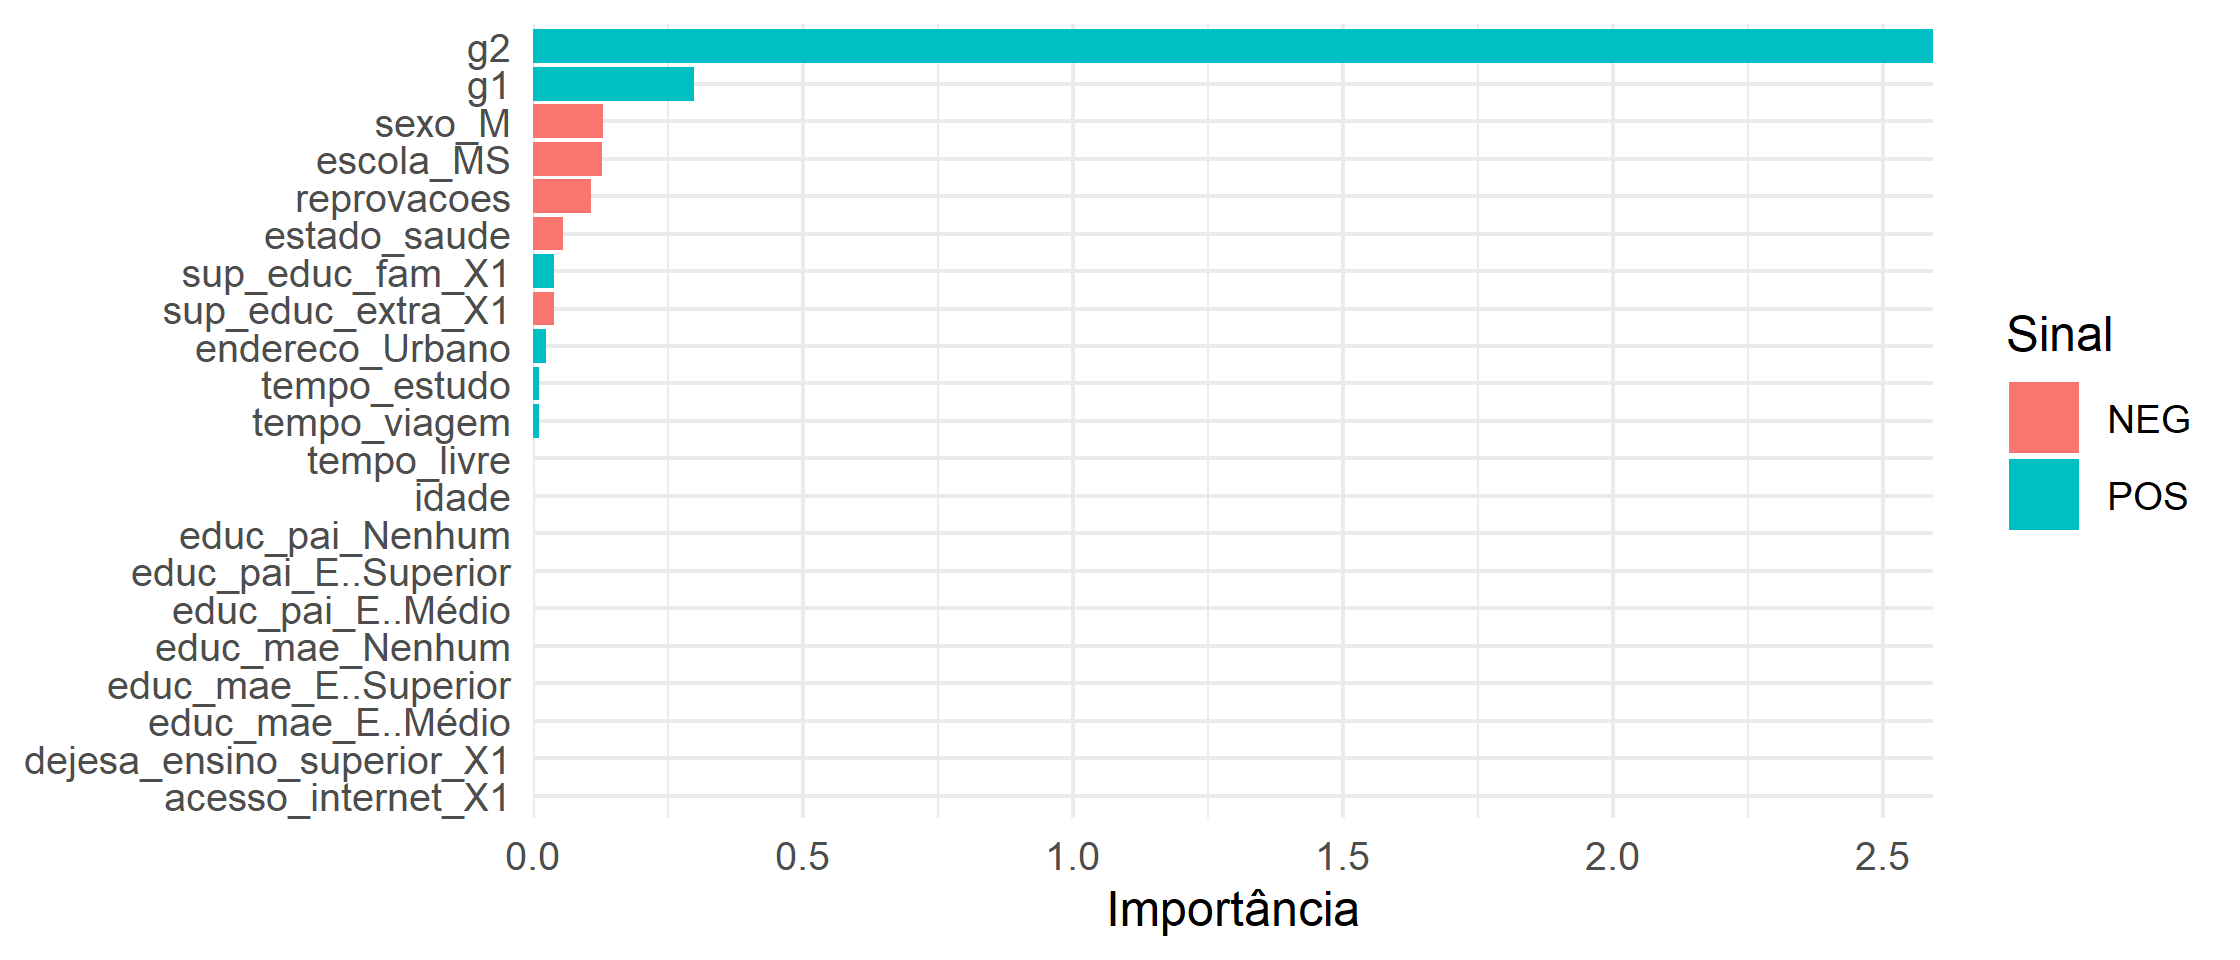 g2
g1
sexo_M
escola_MS
reprovacoes
estado_saude
sup_educ_fam_X1
sup_educ_extra_X1
endereco_Urbano
tempo_estudo
tempo_viagem
tempo_livre
idade
educ_pai_Nenhum
educ_pai_E..Superior
educ_pai_E..Médio
educ_mae_Nenhum
educ_mae_E..Superior
educ_mae_E..Médio
dejesa_ensino_superior_X1
acesso_internet_X1
0.0 0.5 1.0 1.5 2.0 2.5
Importância
Sinal
NEG
POS